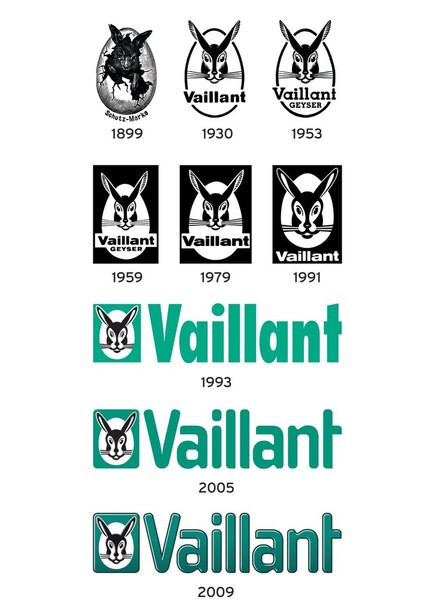 Schutz-Marke
Vaillant
Vaillant
GEYSER
1899
1930
1953
Vaillant
GEYSER
Vaillant
Vaillant
1959
1979
1991
Vaillant
1993
Vaillant
2005
Vaillant
2009